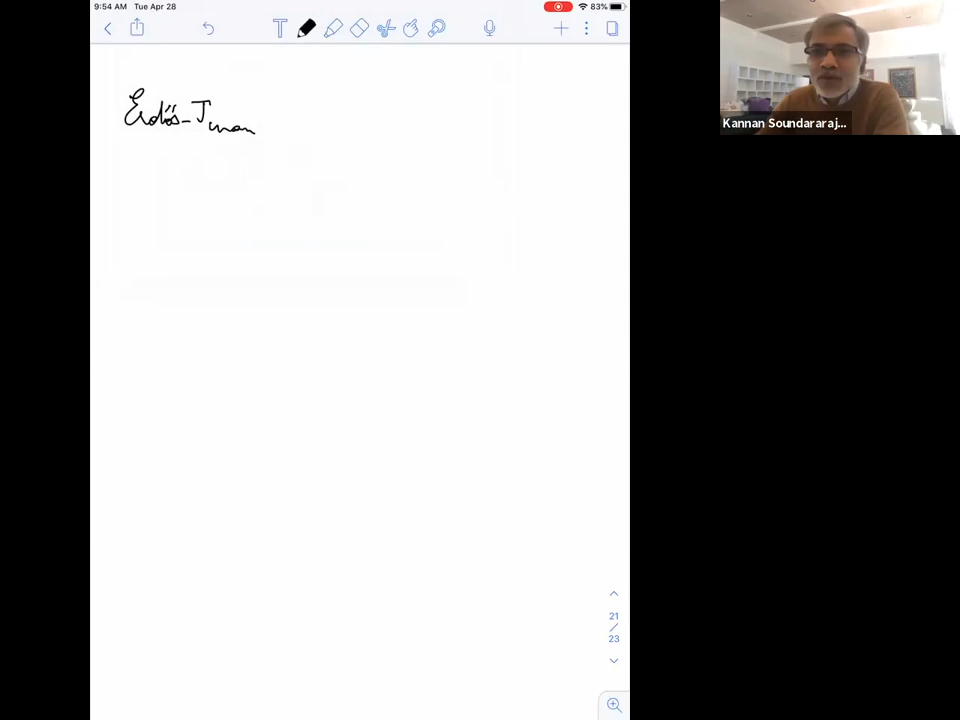 9:54 AM Tue Apr 28
83%
Kannan Soundararaj...
Erdős-Turan
21
/
23